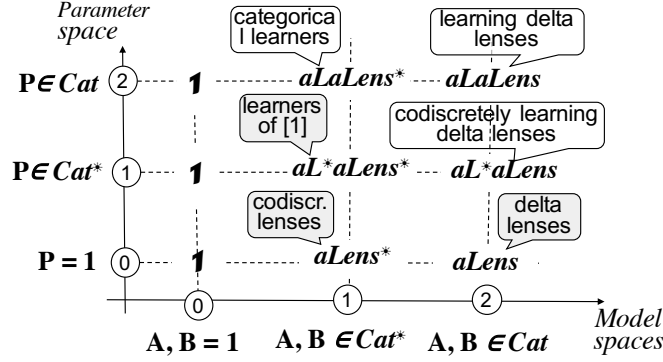 Parameter
space
categorica
l learners
learning delta
lenses
P∈Cat
2
1
aLaLens*
aLaLens
learners
of [1]
codiscretely learning
delta lenses
P∈Cat*
1
1
aL*aLens*
aL*aLens
codiscr.
lenses
delta
lenses
P = 1
0
1
aLens*
aLens
0
1
2
A, B = 1
A, B ∈Cat*
A, B ∈Cat
Model
spaces